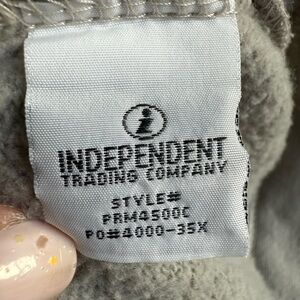 INDEPENDENT
TRADING COMPANY
STYLE#
PRM4500C
PO#4000-35X